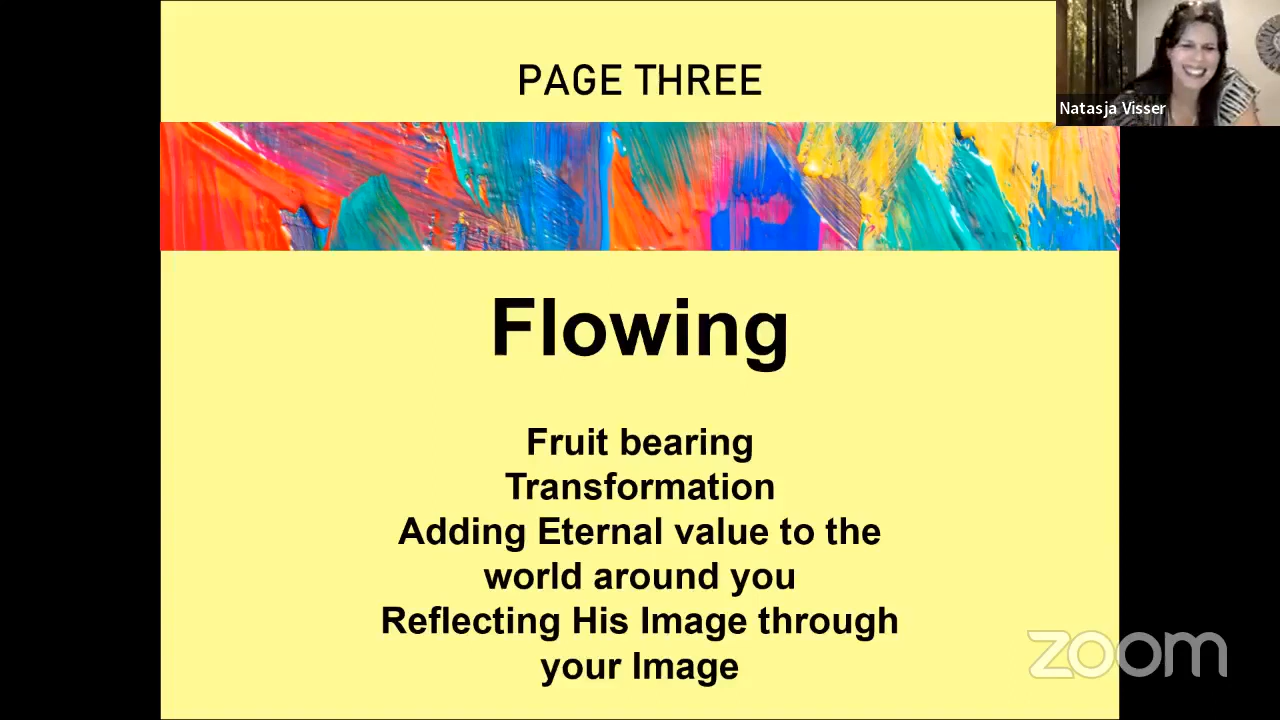 PAGE THREE
Natasja Visser
Flowing
Fruit bearing
Transformation
Adding Eternal value to the
world around you
Reflecting His Image through
your Image
zoom